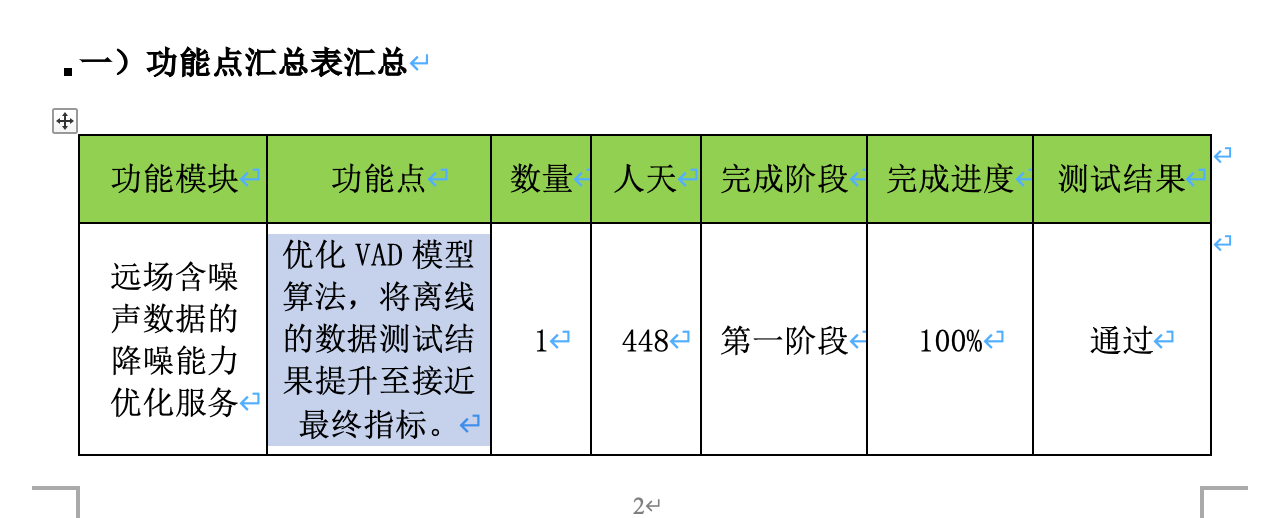 一）功能点汇总表汇总
功能模块 功能点 数量 人天 完成阶段 完成进度 测试结果
远场含噪
声数据的
降噪能力
优化服务
优化 VAD 模型
算法，将离线
的数据测试结
果提升至接近
最终指标。
1
448
第一阶段
100%
通过
2